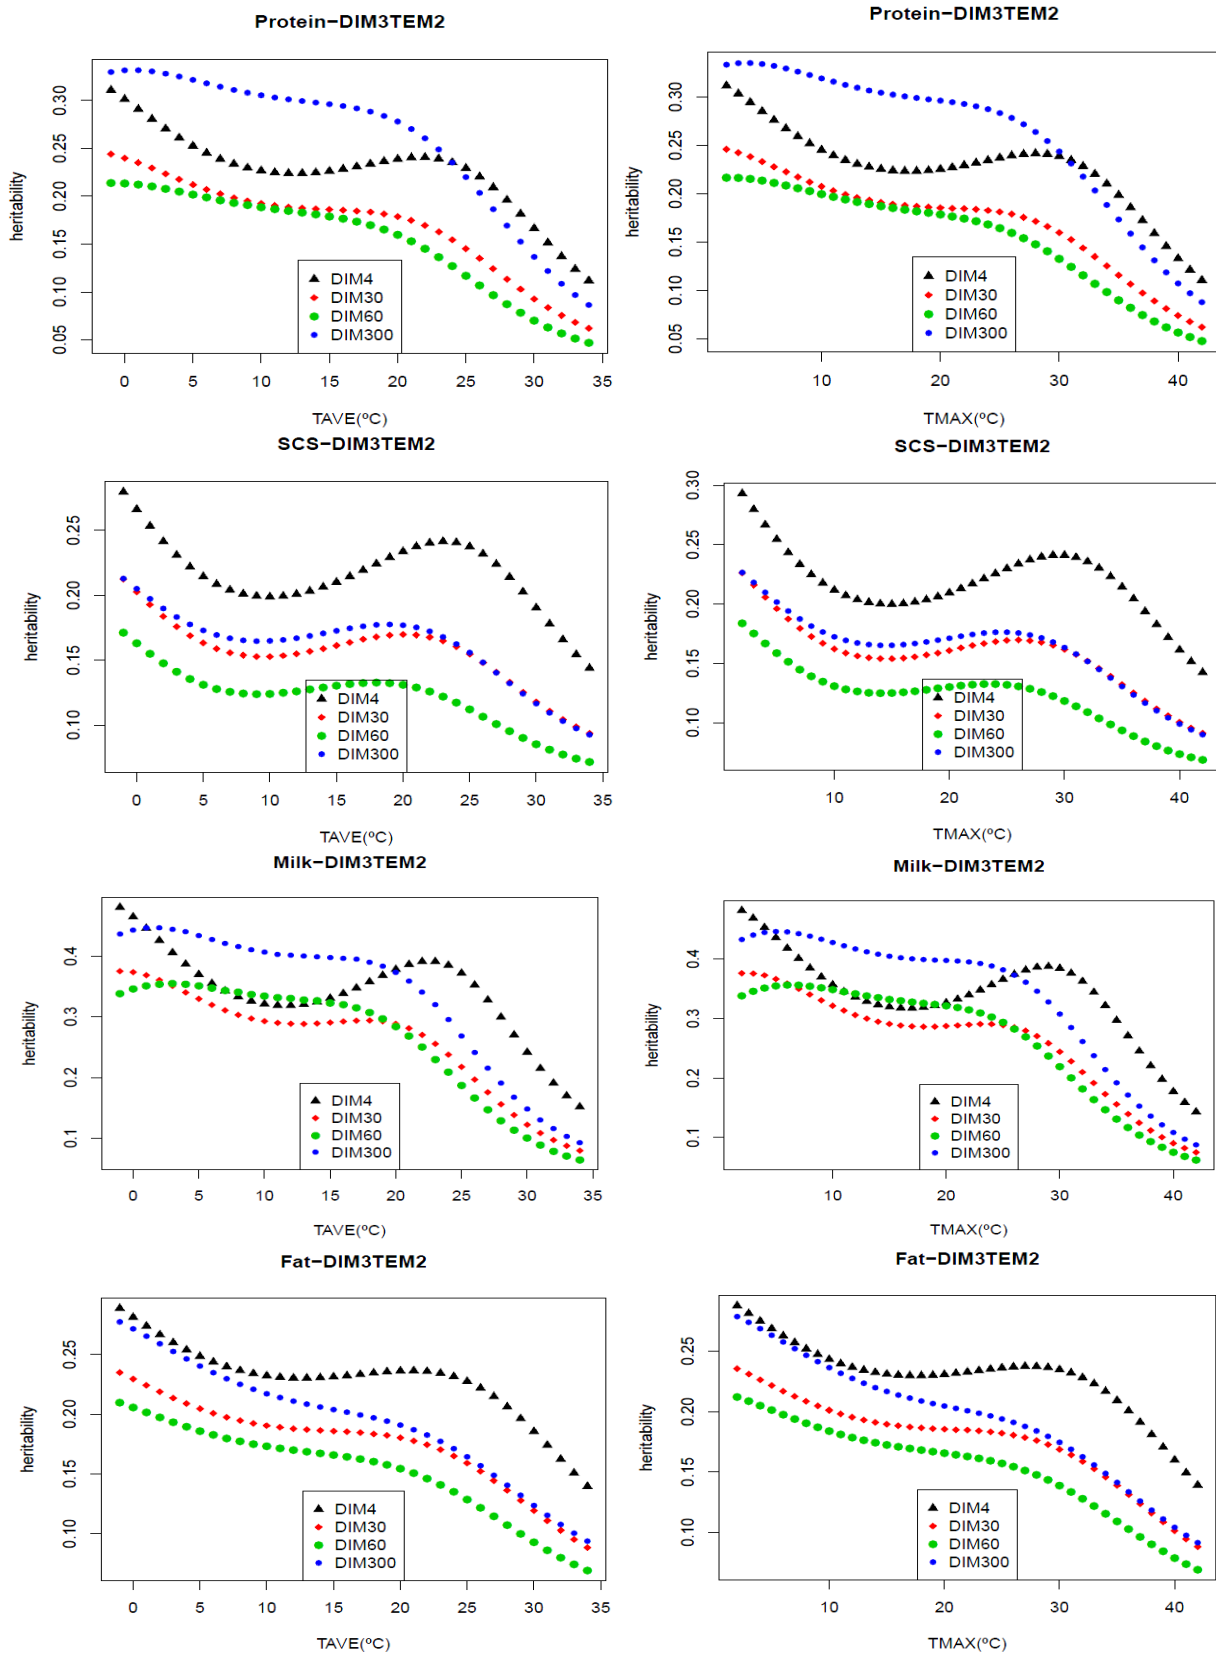 Protein−DIM3TEM2
heritability
0.30
0.25
0.20
0.15
0.10
0.05
DIM4
DIM30
DIM60
DIM300
0 5 10 15 20 25 30 35
TAVE(ºC)
Protein−DIM3TEM2
heritability
0.30
0.25
0.20
0.15
0.10
0.05
DIM4
DIM30
DIM60
DIM300
10 20 30 40
TMAX(ºC)
SCS−DIM3TEM2
heritability
0.25
0.20
0.15
0.10
DIM4
DIM30
DIM60
DIM300
0 5 10 15 20 25 30 35
TAVE(ºC)
SCS−DIM3TEM2
heritability
0.30
0.25
0.20
0.15
0.10
DIM4
DIM30
DIM60
DIM300
10 20 30 40
TMAX(ºC)
Milk−DIM3TEM2
heritability
0.4
0.3
0.2
0.1
DIM4
DIM30
DIM60
DIM300
0 5 10 15 20 25 30 35
TAVE(ºC)
Milk−DIM3TEM2
heritability
0.4
0.3
0.2
0.1
DIM4
DIM30
DIM60
DIM300
10 20 30 40
TMAX(ºC)
Fat−DIM3TEM2
heritability
0.25
0.20
0.15
0.10
DIM4
DIM30
DIM60
DIM300
0 5 10 15 20 25 30 35
TAVE(ºC)
Fat−DIM3TEM2
heritability
0.25
0.20
0.15
0.10
DIM4
DIM30
DIM60
DIM300
10 20 30 40
TMAX(ºC)